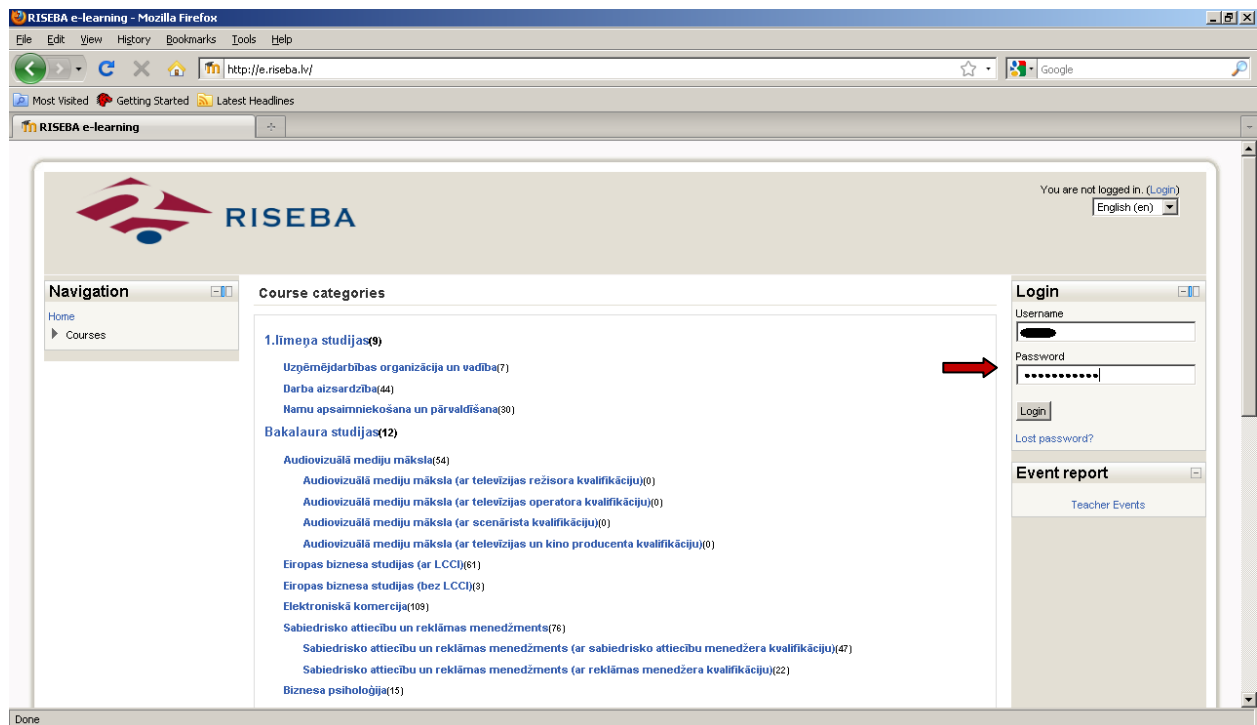 RISEBA e-learning - Mozilla Firefox
File Edit View History Bookmarks Tools Help
http://e.riseba.lv/
Google
Most Visited Getting Started Latest Headlines
RISEBA e-learning
You are not logged in. (Login)
English (en)
RISEBA
Navigation
Home
Courses
Course categories
1.līmeņa studijas(9)
Uzņēmējdarbības organizācija un vadība(7)
Darba aizsardzība(44)
Namu apsaimniekošana un pārvaldīšana(30)
Bakalaura studijas(12)
Audiovizuālā mediju māksla(54)
Audiovizuālā mediju māksla (ar televīzijas režisora kvalifikāciju)(0)
Audiovizuālā mediju māksla (ar televīzijas operatora kvalifikāciju)(0)
Audiovizuālā mediju māksla (ar scenārista kvalifikāciju)(0)
Audiovizuālā mediju māksla (ar televīzijas un kino producenta kvalifikāciju)(0)
Eiropas biznesa studijas (ar LCCI)(61)
Eiropas biznesa studijas (bez LCCI)(3)
Elektroniskā komercija(109)
Sabiedrisko attiecību un reklāmas menedžments(76)
Sabiedrisko attiecību un reklāmas menedžments (ar sabiedrisko attiecību menedžera kvalifikāciju)(47)
Sabiedrisko attiecību un reklāmas menedžments (ar reklāmas menedžera kvalifikāciju)(22)
Biznesa psiholoģija(15)
Login
Username
Password
Login
Lost password?
Event report
Teacher Events
Done